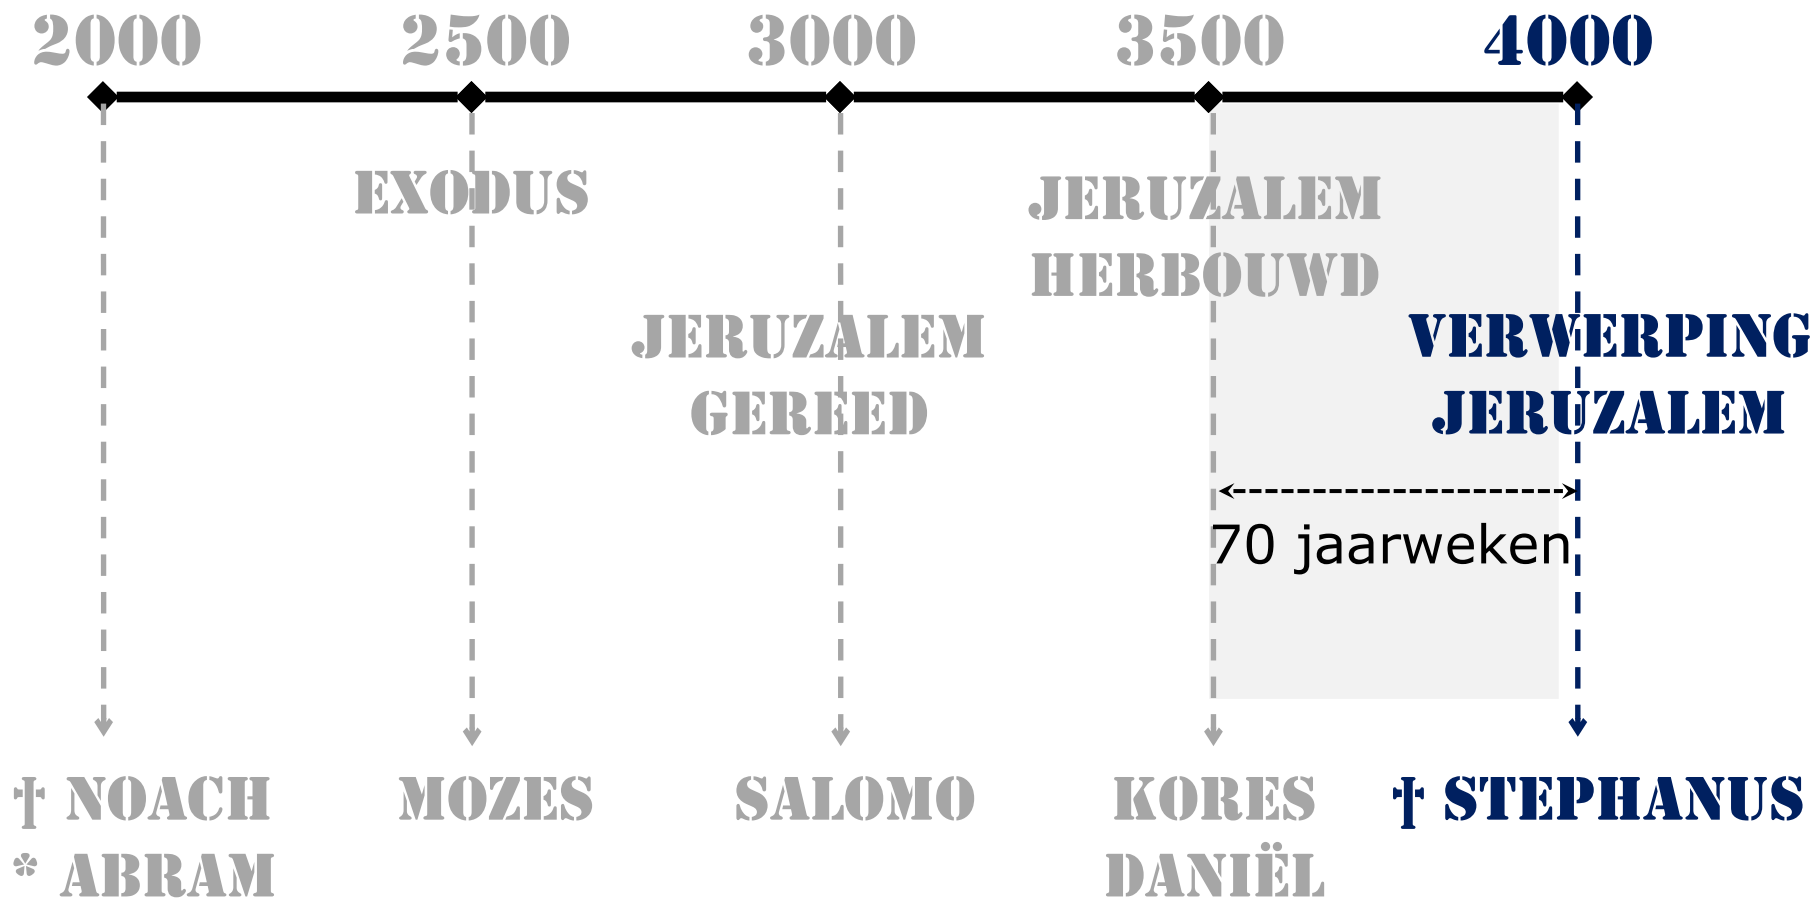 2000 2500 3000 3500 4000
EXODUS
JERUZALEM
HERBOUWD
JERUZALEM
GEREED
VERWERPING
JERUZALEM
70 jaarweken
† NOACH
* ABRAM
MOZES
SALOMO
KORES
DANIËL
† STEPHANUS